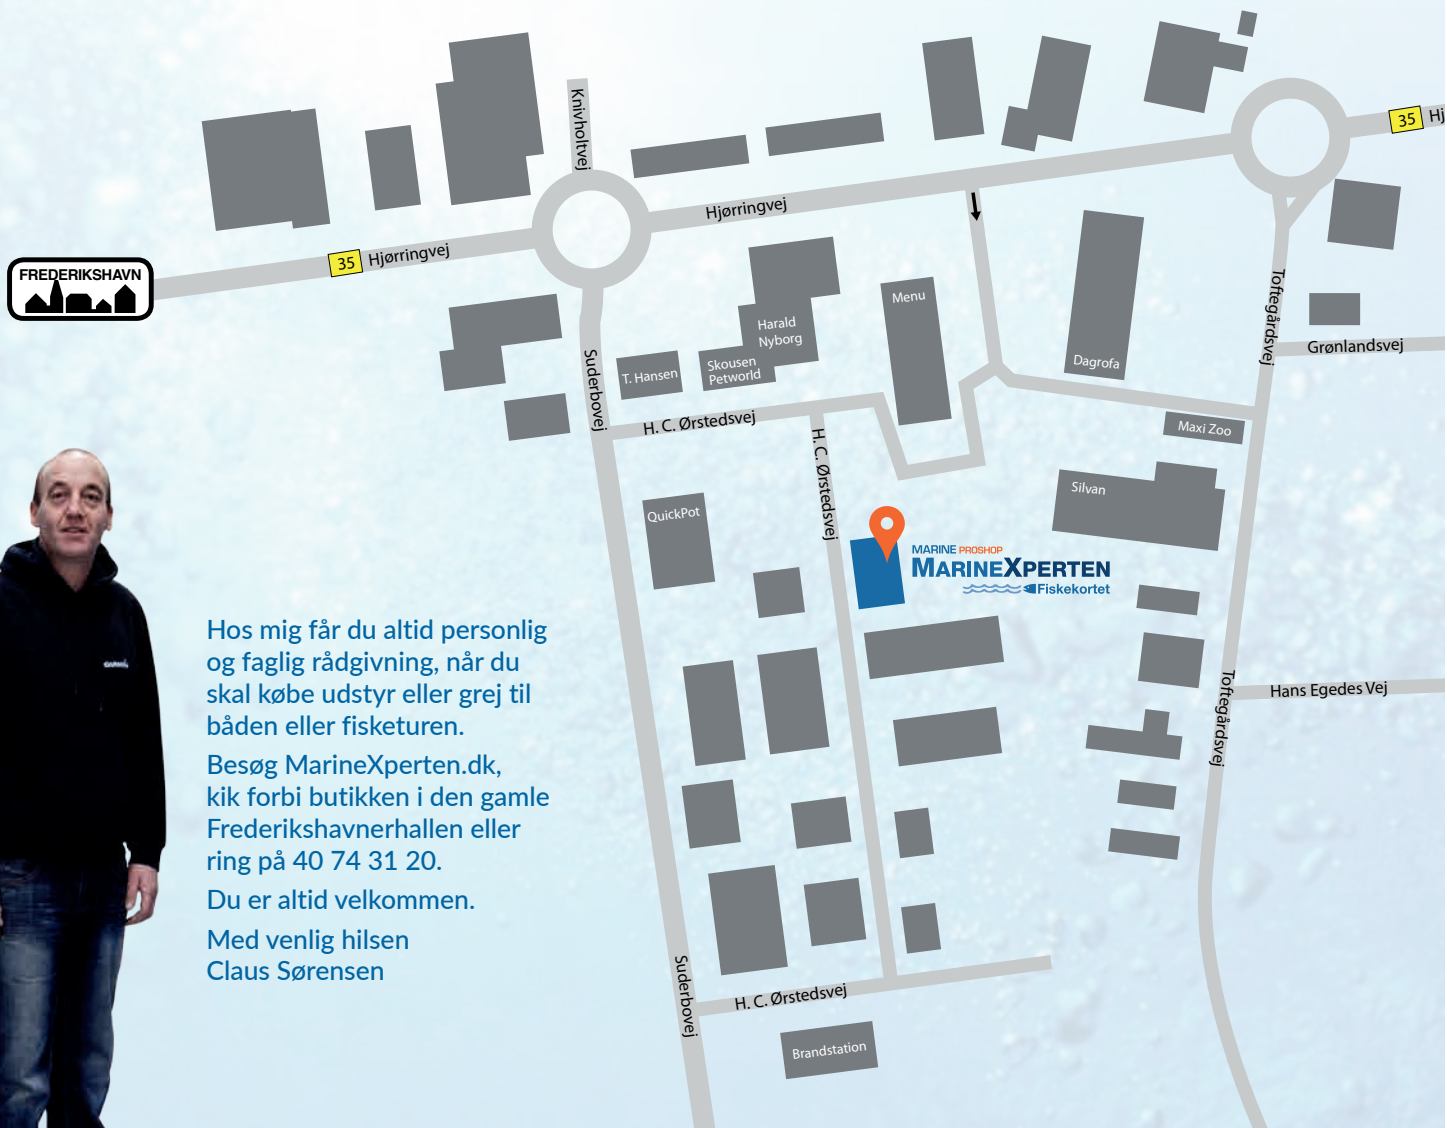 Knivholtvej
35
Hj
Hjørringvej
35 Hjørringvej
FREDERIKSHAVN
Toftegårdsvej
Grønlandsvej
Menu
Harald
Nyborg
Skousen
Petworld
T. Hansen
Dagrofa
Suderbovej
H. C. Ørstedsvej
Maxi Zoo
H. C. Ørstedsvej
Silvan
QuickPot
MARINE PROSHOP
MARINEXPERTEN
Fiskekortet
Hos mig får du altid personlig
og faglig rådgivning, når du
skal købe udstyr eller grej til
båden eller fisketuren.
Besøg MarineXperten.dk,
kik forbi butikken i den gamle
Frederikshavnerhallen eller
ring på 40 74 31 20.
Du er altid velkommen.
Med venlig hilsen
Claus Sørensen
Toftegårdsvej
Hans Egedes Vej
Suderbovej
H. C. Ørstedsvej
Brandstation